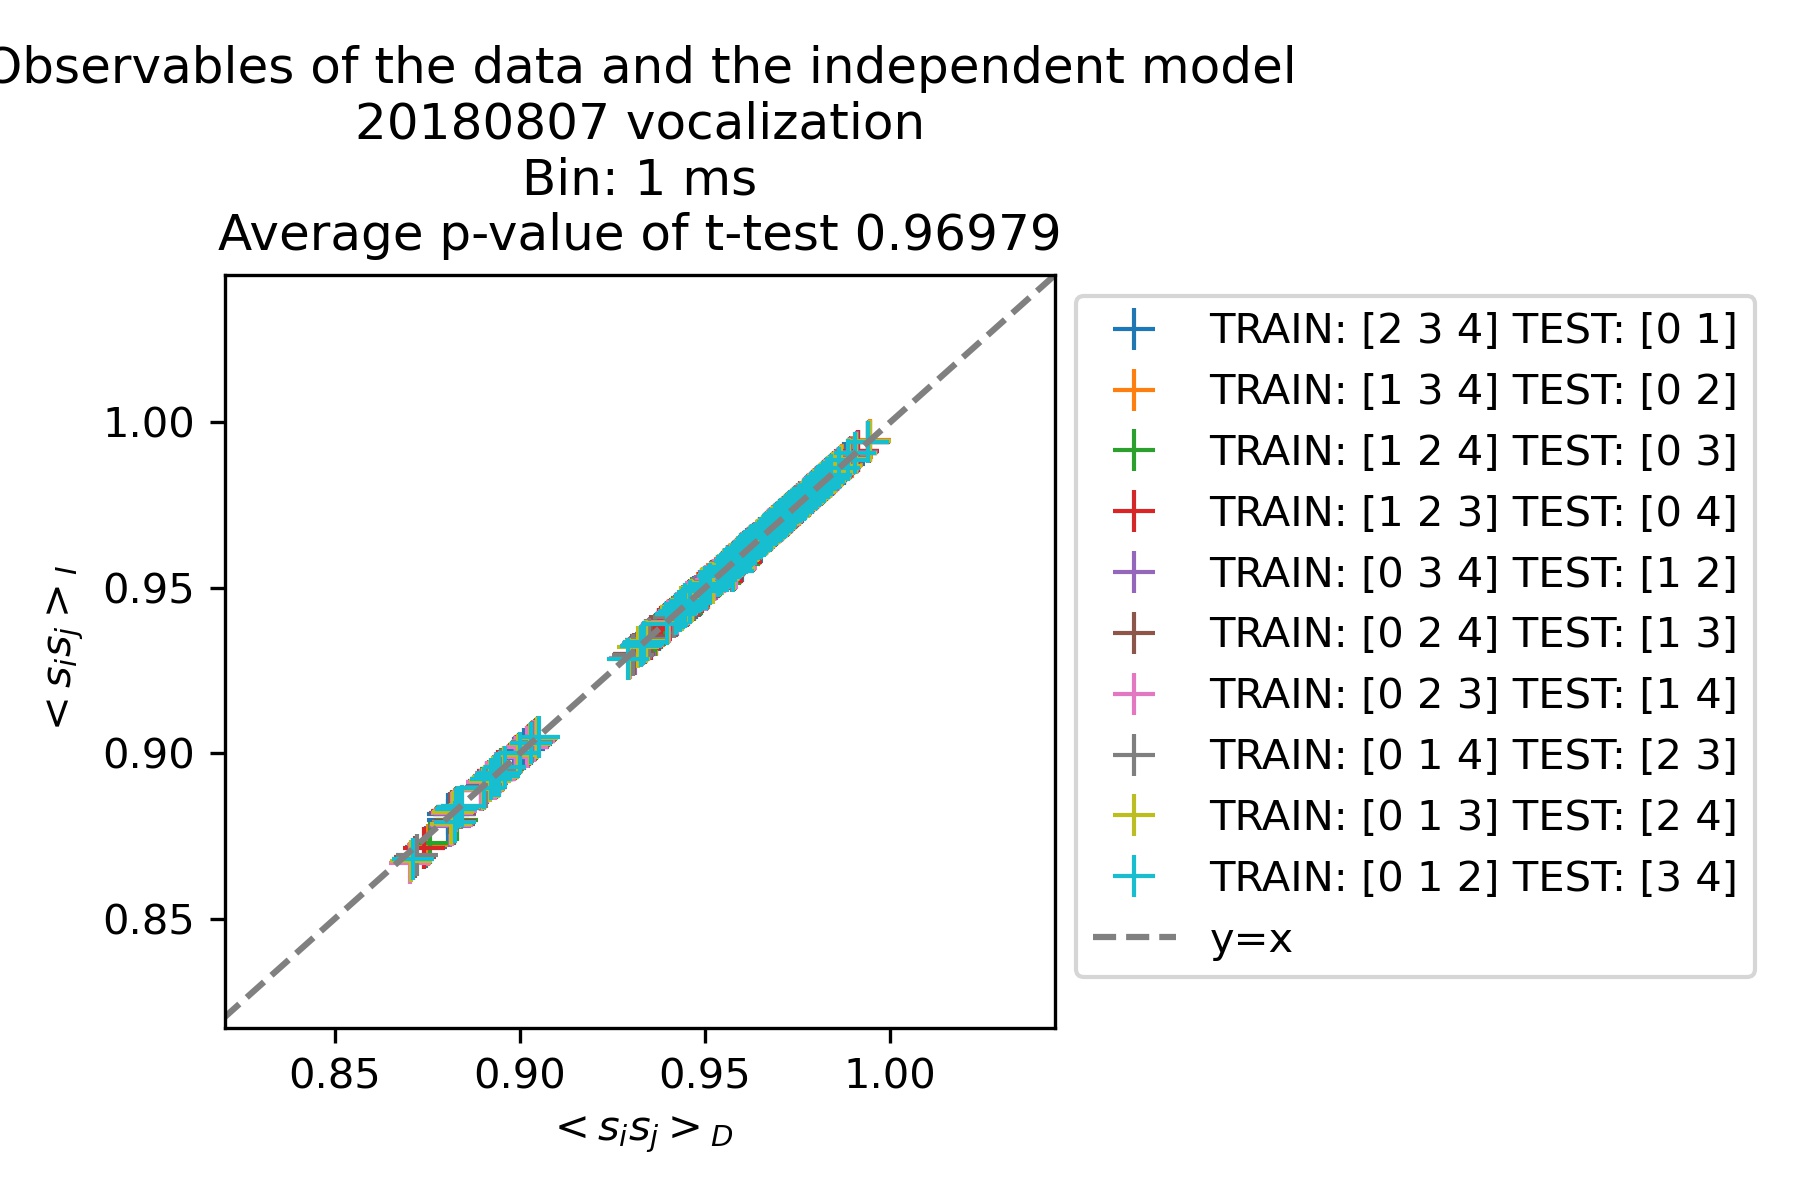 Observables of the data and the independent model
20180807 vocalization
Bin: 1 ms
Average p-value of t-test 0.96979
1.00
0.95
0.90
0.85
< s_i s_j >_I
0.85 0.90 0.95 1.00
< s_i s_j >_D
TRAIN: [2 3 4] TEST: [0 1]
TRAIN: [1 3 4] TEST: [0 2]
TRAIN: [1 2 4] TEST: [0 3]
TRAIN: [1 2 3] TEST: [0 4]
TRAIN: [0 3 4] TEST: [1 2]
TRAIN: [0 2 4] TEST: [1 3]
TRAIN: [0 2 3] TEST: [1 4]
TRAIN: [0 1 4] TEST: [2 3]
TRAIN: [0 1 3] TEST: [2 4]
TRAIN: [0 1 2] TEST: [3 4]
y=x